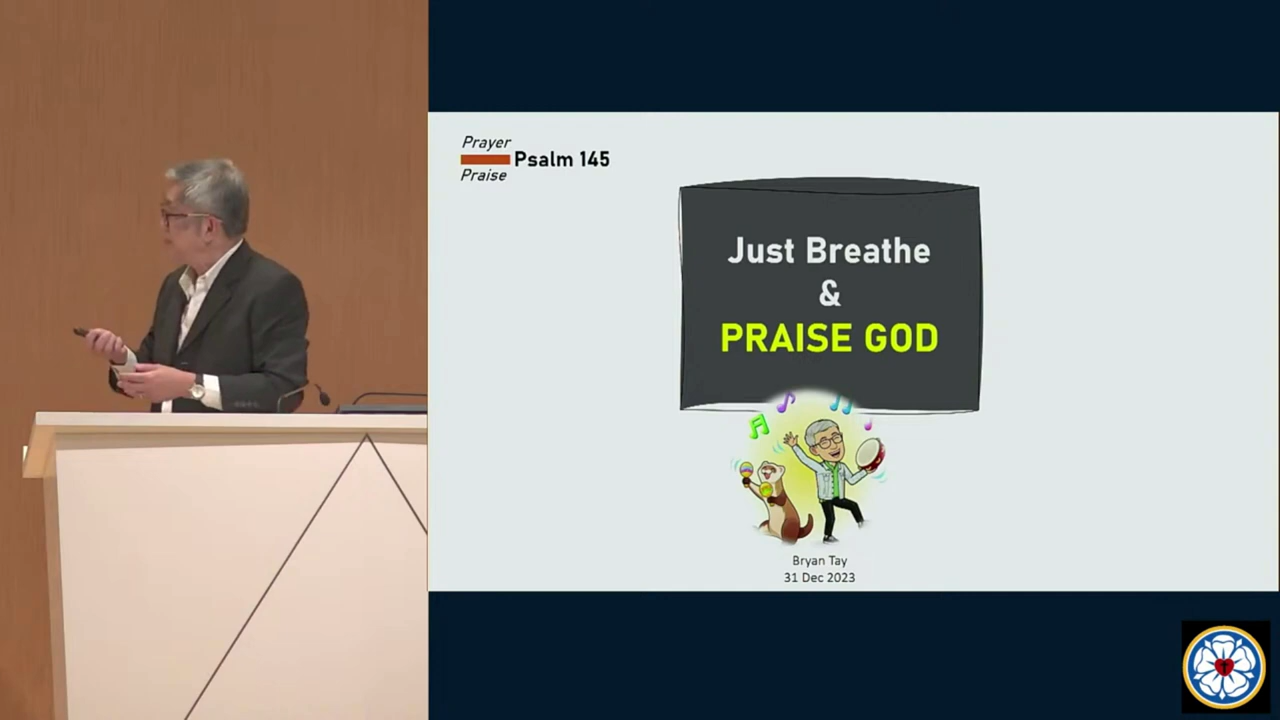 Prayer
Psalm 145
Praise
Just Breathe
&
PRAISE GOD
Bryan Tay
31 Dec 2023